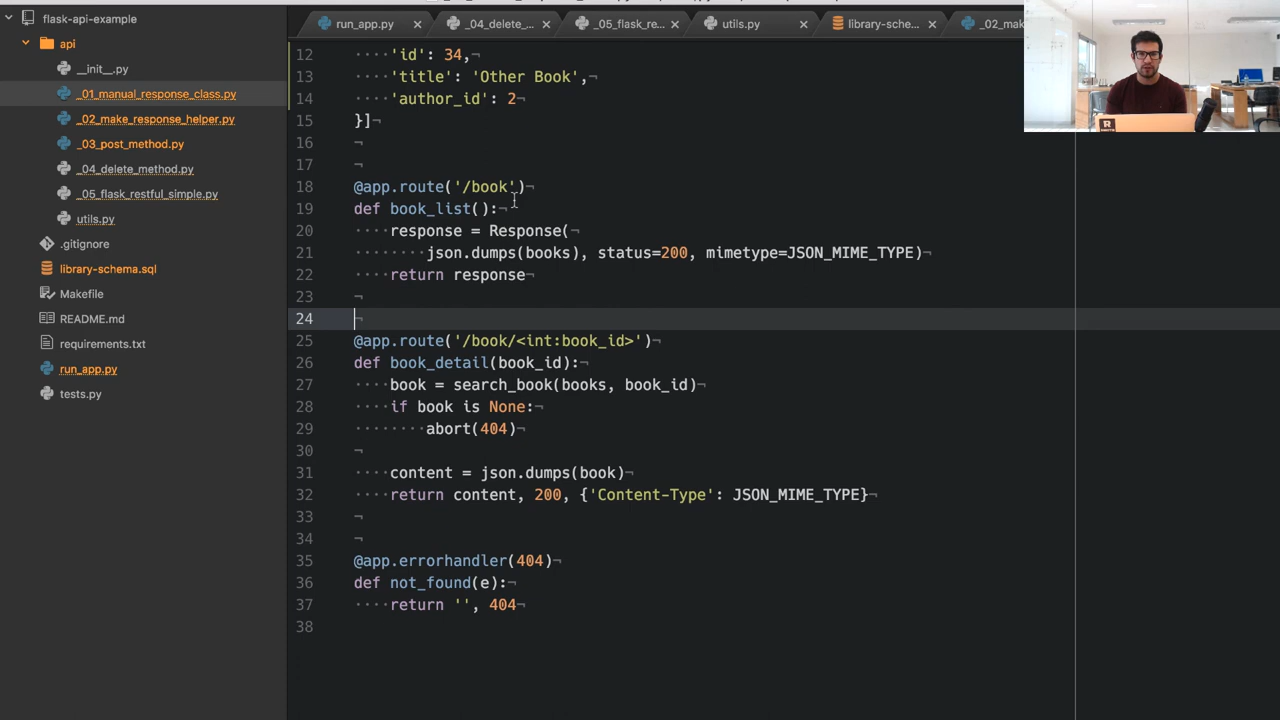 flask-api-example
api
__init__.py
_01_manual_response_class.py
_02_make_response_helper.py
_03_post_method.py
_04_delete_method.py
_05_flask_restful_simple.py
utils.py
.gitignore
library-schema.sql
Makefile
README.md
requirements.txt
run_app.py
tests.py
run_app.py × _04_delete_... × _05_flask_re... × utils.py × library-sche... × _02_mak
12 ····'id': 34,¬
13 ····'title': 'Other Book',¬
14 ····'author_id': 2¬
15 }]¬
16 ¬
17 ¬
18 @app.route('/book')¬
19 def book_list():¬
20 ····response = Response(¬
21 ········json.dumps(books), status=200, mimetype=JSON_MIME_TYPE)¬
22 ····return response¬
23 ¬
24 ¬
25 @app.route('/book/<int:book_id>')¬
26 def book_detail(book_id):¬
27 ····book = search_book(books, book_id)¬
28 ····if book is None:¬
29 ········abort(404)¬
30 ¬
31 ····content = json.dumps(book)¬
32 ····return content, 200, {'Content-Type': JSON_MIME_TYPE}¬
33 ¬
34 ¬
35 @app.errorhandler(404)¬
36 def not_found(e):¬
37 ····return '', 404¬
38